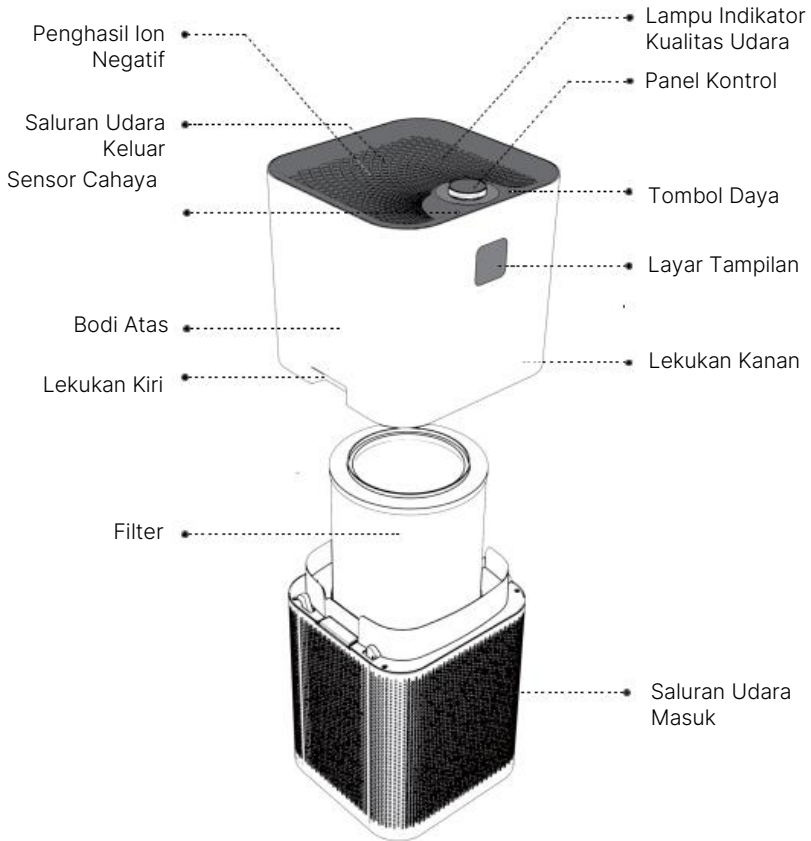 Penghasil Ion
Negatif
Saluran Udara
Keluar
Sensor Cahaya
Bodi Atas
Lekukan Kiri
Filter
Lampu Indikator
Kualitas Udara
Panel Kontrol
Tombol Daya
Layar Tampilan
Lekukan Kanan
Saluran Udara
Masuk